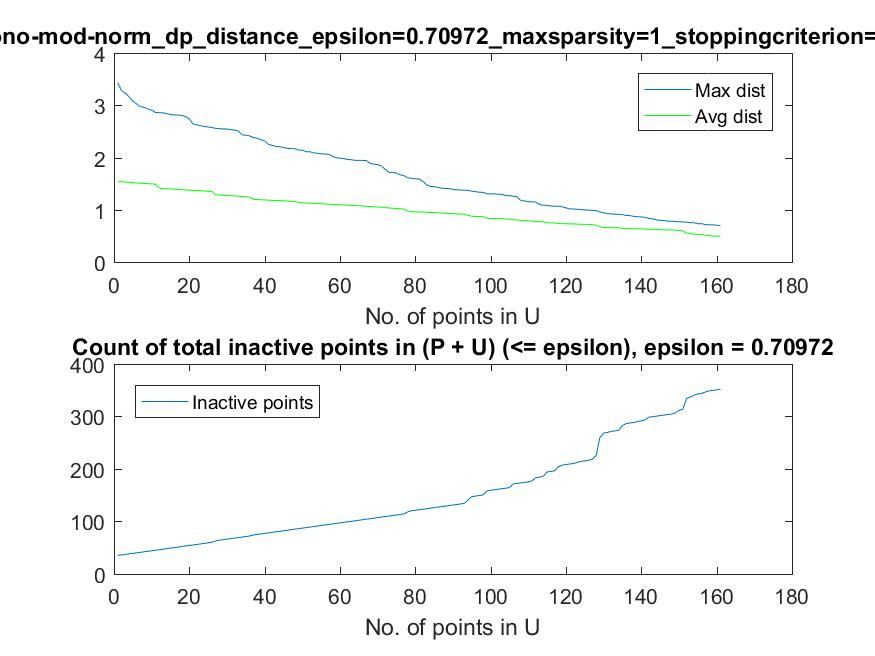 ono-mod-norm_dp_distance_epsilon=0.70972_maxsparsity=1_stoppingcriterion=
4
3
2
1
0
Max dist
Avg dist
0 20 40 60 80 100 120 140 160 180
No. of points in U
Count of total inactive points in (P + U) (<= epsilon), epsilon = 0.70972
400
300
200
100
0
Inactive points
0 20 40 60 80 100 120 140 160 180
No. of points in U